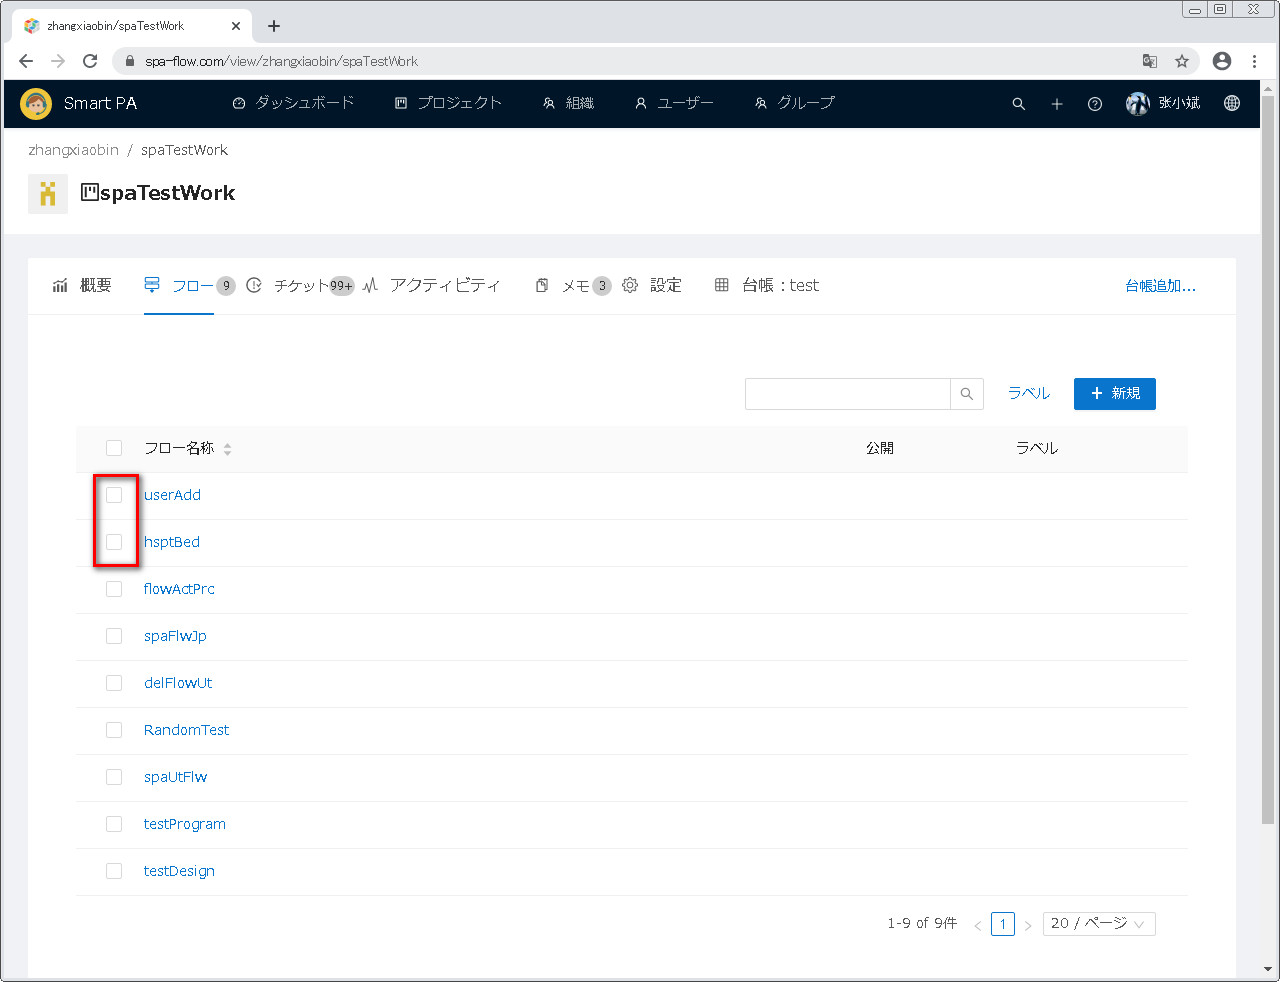 zhangxiaobin/spaTestWork
spa-flow.com/view/zhangxiaobin/spaTestWork
Smart PA ダッシュボード プロジェクト 組織 ユーザー グループ 张小斌
zhangxiaobin / spaTestWork
spaTestWork
概要 フロー 9 チケット 99+ アクティビティ メモ 3 設定 台帳：test 台帳追加...
ラベル + 新規
フロー名称 公開 ラベル
userAdd
hsptBed
flowActPrc
spaFlwJp
delFlowUt
RandomTest
spaUtFlw
testProgram
testDesign
1-9 of 9件 < 1 > 20 / ページ